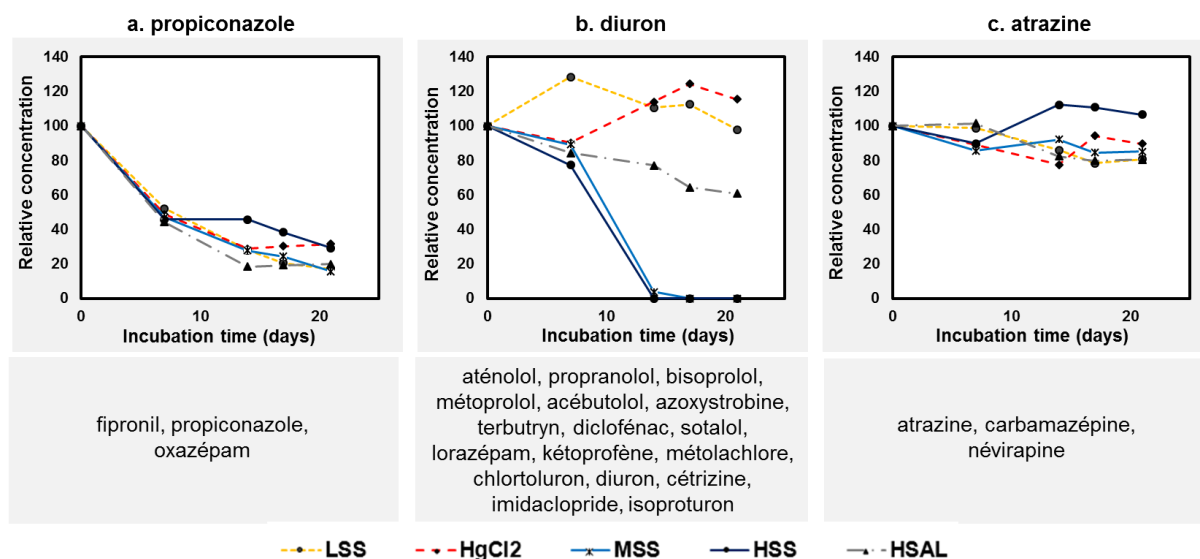 a. propiconazole
b. diuron
c. atrazine
140
120
100
80
60
40
20
0
0
10
20
Relative concentration
Incubation time (days)
140
120
100
80
60
40
20
0
0
10
20
Relative concentration
Incubation time (days)
140
120
100
80
60
40
20
0
0
10
20
Relative concentration
Incubation time (days)
fipronil, propiconazole,
oxazépam
aténolol, propranolol, bisoprolol,
métoprolol, acébutolol, azoxystrobine,
terbutryn, diclofénac, sotalol,
lorazépam, kétoprofène, métolachlore,
chlortoluron, diuron, cétrizine,
imidaclopride, isoproturon
atrazine, carbamazépine,
névirapine
LSS
HgCl2
MSS
HSS
HSAL